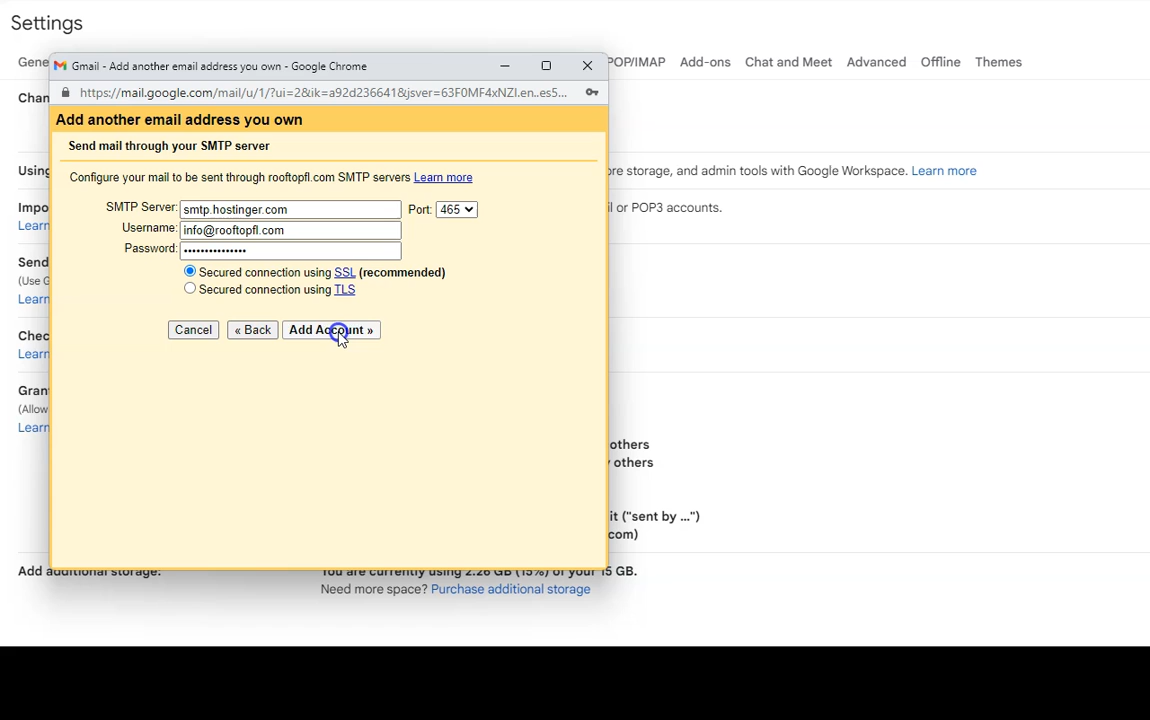 Settings
Gene
POP/IMAP Add-ons Chat and Meet Advanced Offline Themes
Gmail - Add another email address you own - Google Chrome
https://mail.google.com/mail/u/1/?ui=2&ik=a92d236641&jsver=63F0MF4xNZI.en..es5...
Add another email address you own
Send mail through your SMTP server
Configure your mail to be sent through rooftopfl.com SMTP servers Learn more
SMTP Server: smtp.hostinger.com Port: 465
Username: info@rooftopfl.com
Password: ••••••••••••••••
Secured connection using SSL (recommended)
Secured connection using TLS
Cancel « Back Add Account »
Chan
Using
ore storage, and admin tools with Google Workspace. Learn more
Impo
il or POP3 accounts.
Learn
Send
(Use G
Learn
Chec
Learn
Gran
(Allow
Learn
others
y others
it ("sent by ...")
com)
Add additional storage: You are currently using 2.26 GB (15%) of your 15 GB.
Need more space? Purchase additional storage